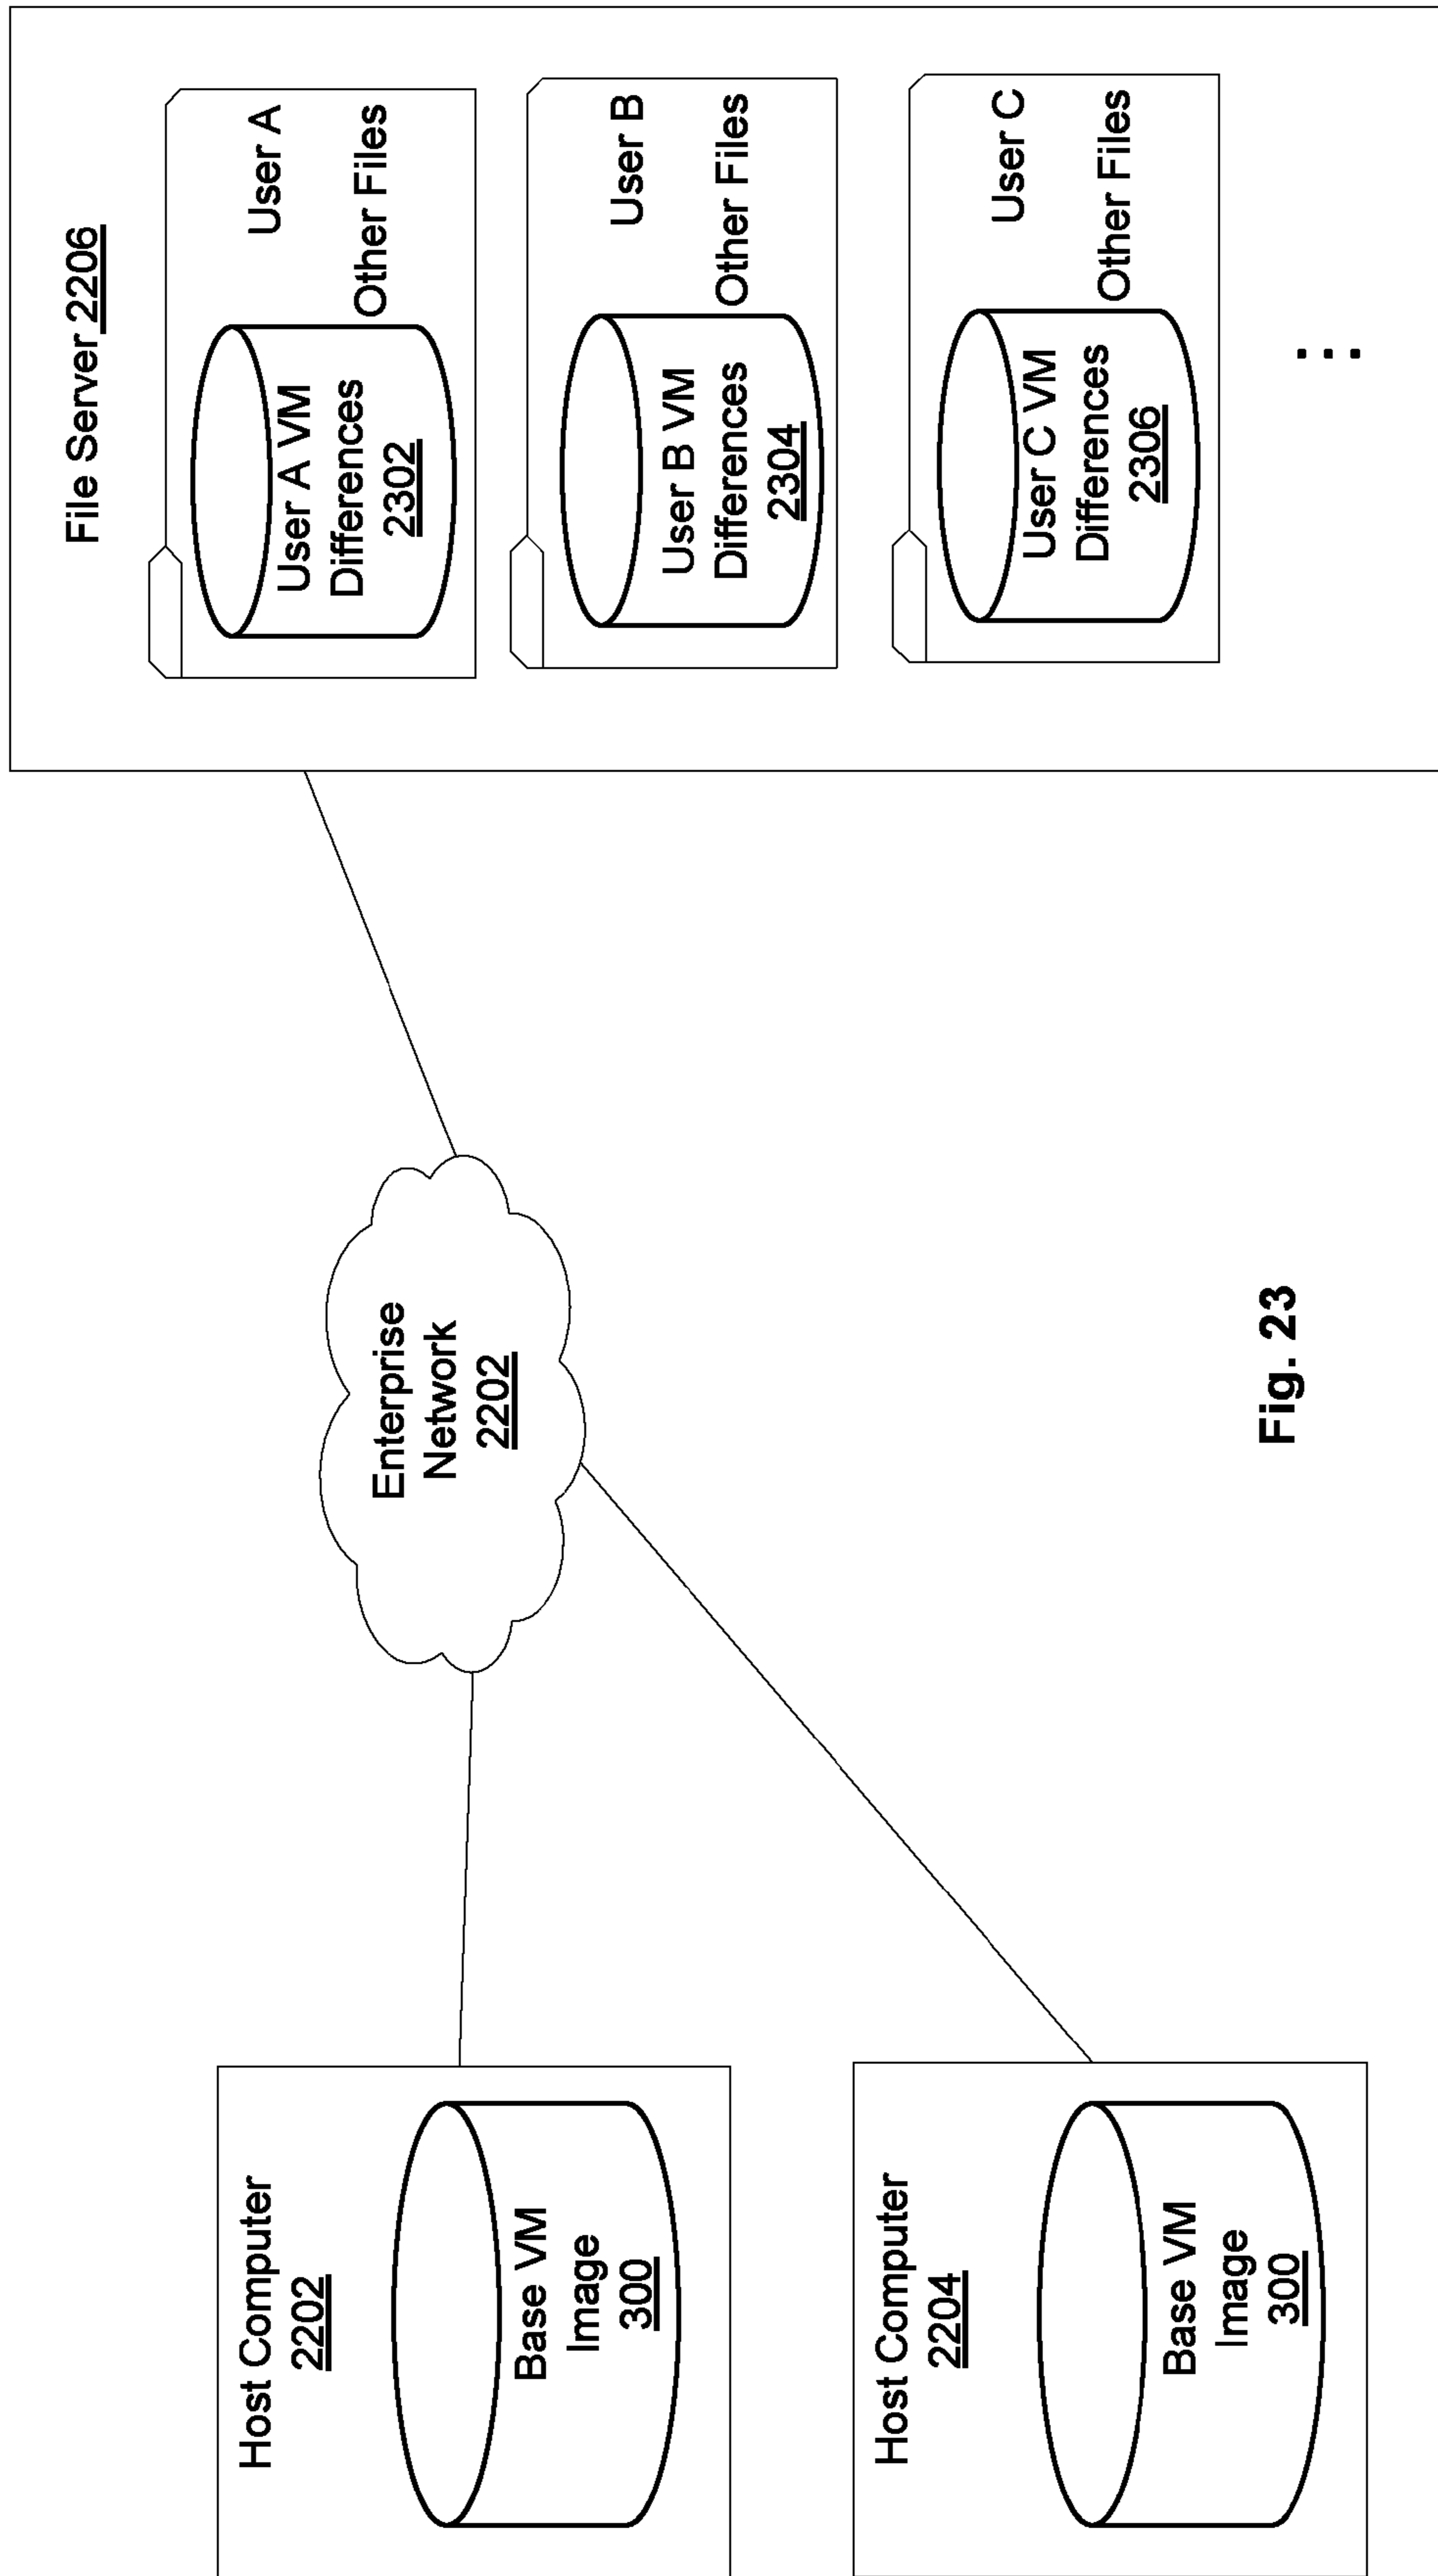 Host Computer
2202
Base VM
Image
300
Host Computer
2204
Base VM
Image
300
Enterprise
Network
2202
File Server 2206
User A VM
Differences
2302
User A
Other Files
User B VM
Differences
2304
User B
Other Files
User C VM
Differences
2306
User C
Other Files
...
Fig. 23